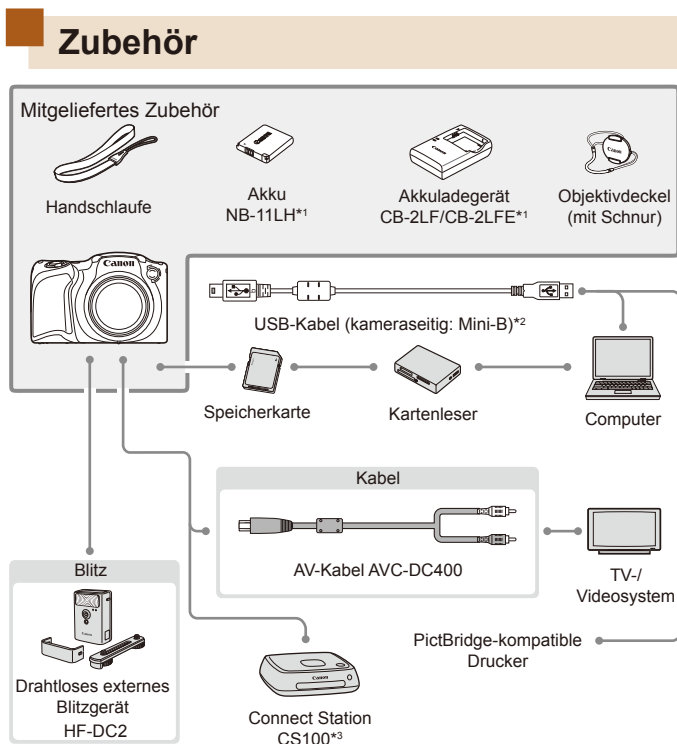 Zubehör
Mitgeliefertes Zubehör
Handschlaufe
Akku
NB-11LH*1
Akkuladegerät
CB-2LF/CB-2LFE*1
Objektivdeckel
(mit Schnur)
Canon
USB-Kabel (kameraseitig: Mini-B)*2
Speicherkarte
Kartenleser
Computer
Kabel
AV-Kabel AVC-DC400
TV-/
Videosystem
Blitz
Drahtloses externes
Blitzgerät
HF-DC2
PictBridge-kompatible
Drucker
Canon
Connect Station
CS100*3